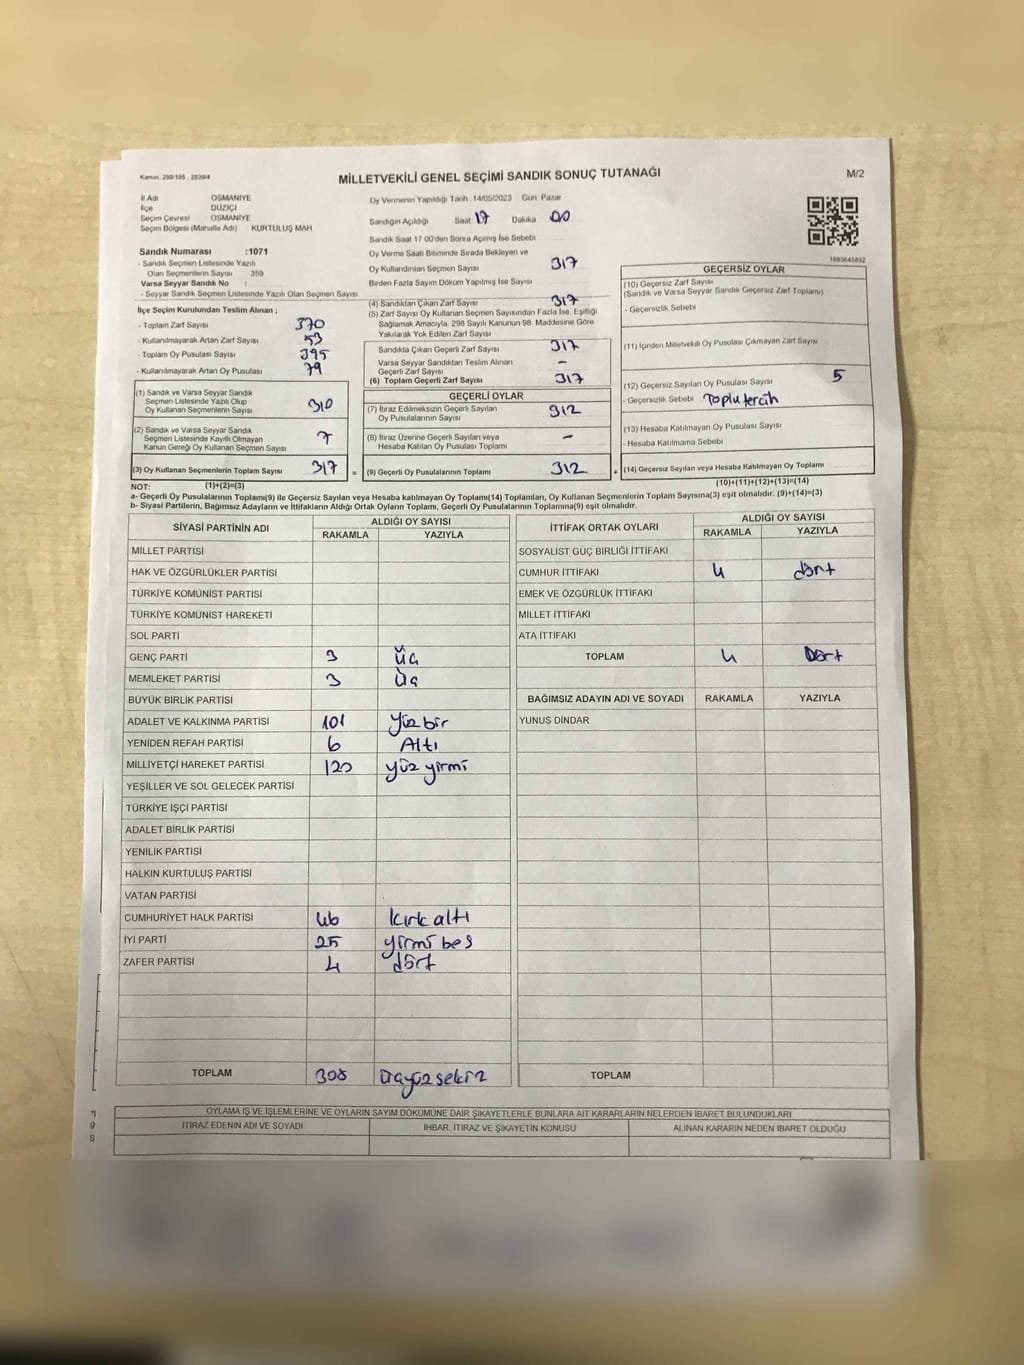 Kanun: 298/105 , 2839/4
MİLLETVEKİLİ GENEL SEÇİMİ SANDIK SONUÇ TUTANAĞI
M/2
İl Adı OSMANİYE
İlçe DÜZİÇİ
Seçim Çevresi OSMANİYE
Seçim Bölgesi (Mahalle Adı) KURTULUŞ MAH
Sandık Numarası :1071
- Sandık Seçmen Listesinde Yazılı
Olan Seçmenlerin Sayısı 359
Varsa Seyyar Sandık No :
- Seyyar Sandık Seçmen Listesinde Yazılı Olan Seçmen Sayısı
Oy Vermenin Yapıldığı Tarih 14/05/2023 Gün Pazar
Sandığın Açıldığı Saat 17 Dakika 00
Sandık Saat 17 00'den Sonra Açılmış İse Sebebi
Oy Verme Saati Bitiminde Sırada Bekleyen ve
Oy Kullandırılan Seçmen Sayısı 317
Birden Fazla Sayım Döküm Yapılmış İse Sayısı
1083645832
İlçe Seçim Kurulundan Teslim Alınan ;
- Toplam Zarf Sayısı 370
- Kullanılmayarak Artan Zarf Sayısı 53
- Toplam Oy Pusulası Sayısı 395
- Kullanılmayarak Artan Oy Pusulası 79
(1) Sandık ve Varsa Seyyar Sandık
Seçmen Listesinde Yazılı Olup
Oy Kullanan Seçmenlerin Sayısı 310
(2) Sandık ve Varsa Seyyar Sandık
Seçmen Listesinde Kayıtlı Olmayan
Kanun Gereği Oy Kullanan Seçmen Sayısı 7
(3) Oy Kullanan Seçmenlerin Toplam Sayısı 317 =
(4) Sandıktan Çıkan Zarf Sayısı 317
(5) Zarf Sayısı Oy Kullanan Seçmen Sayısından Fazla İse, Eşitliği
Sağlamak Amacıyla, 298 Sayılı Kanunun 98. Maddesine Göre
Yakılarak Yok Edilen Zarf Sayısı
Sandıkta Çıkan Geçerli Zarf Sayısı 317
Varsa Seyyar Sandıktan Teslim Alınan
Geçerli Zarf Sayısı -
(6) Toplam Geçerli Zarf Sayısı 317
GEÇERLİ OYLAR
(7) İtiraz Edilmeksizin Geçerli Sayılan
Oy Pusulalarının Sayısı 312
(8) İtiraz Üzerine Geçerli Sayılan veya
Hesaba Katılan Oy Pusulası Toplamı -
(9) Geçerli Oy Pusulalarının Toplamı 312 +
GEÇERSİZ OYLAR
(10) Geçersiz Zarf Sayısı
(Sandık ve Varsa Seyyar Sandık Geçersiz Zarf Toplamı)
- Geçersizlik Sebebi
(11) İçinden Milletvekili Oy Pusulası Çıkmayan Zarf Sayısı
(12) Geçersiz Sayılan Oy Pusulası Sayısı 5
- Geçersizlik Sebebi Toplu tercih
(13) Hesaba Katılmayan Oy Pusulası Sayısı
- Hesaba Katılmama Sebebi
(14) Geçersiz Sayılan veya Hesaba Katılmayan Oy Toplamı
NOT: (1)+(2)=(3) (10)+(11)+(12)+(13)=(14)
a- Geçerli Oy Pusulalarının Toplamı(9) ile Geçersiz Sayılan veya Hesaba katılmayan Oy Toplamı(14) Toplamları, Oy Kullanan Seçmenlerin Toplam Sayısına(3) eşit olmalıdır. (9)+(14)=(3)
b- Siyasi Partilerin, Bağımsız Adayların ve İttifakların Aldığı Oyların Toplamı, Geçerli Oy Pusulalarının Toplamına(9) eşit olmalıdır.
SİYASİ PARTİNİN ADI ALDIĞI OY SAYISI
RAKAMLA YAZIYLA
MİLLET PARTİSİ
HAK VE ÖZGÜRLÜKLER PARTİSİ
TÜRKİYE KOMÜNİST PARTİSİ
TÜRKİYE KOMÜNİST HAREKETİ
SOL PARTİ
GENÇ PARTİ 3 Üç
MEMLEKET PARTİSİ 3 Üç
BÜYÜK BİRLİK PARTİSİ
ADALET VE KALKINMA PARTİSİ 101 Yüz bir
YENİDEN REFAH PARTİSİ 6 Altı
MİLLİYETÇİ HAREKET PARTİSİ 120 yüz yirmi
YEŞİLLER VE SOL GELECEK PARTİSİ
TÜRKİYE İŞÇİ PARTİSİ
ADALET BİRLİK PARTİSİ
YENİLİK PARTİSİ
HALKIN KURTULUŞ PARTİSİ
VATAN PARTİSİ
CUMHURİYET HALK PARTİSİ 46 kırk altı
İYİ PARTİ 25 yirmi beş
ZAFER PARTİSİ 4 dört
TOPLAM 308 Üçyüz sekiz
İTTİFAK ORTAK OYLARI ALDIĞI OY SAYISI
RAKAMLA YAZIYLA
SOSYALİST GÜÇ BİRLİĞİ İTTİFAKI
CUMHUR İTTİFAKI 4 dört
EMEK VE ÖZGÜRLÜK İTTİFAKI
MİLLET İTTİFAKI
ATA İTTİFAKI
TOPLAM 4 Dört
BAĞIMSIZ ADAYIN ADI VE SOYADI RAKAMLA YAZIYLA
YUNUS DİNDAR
TOPLAM
OYLAMA İŞ VE İŞLEMLERİNE VE OYLARIN SAYIM DÖKÜMÜNE DAİR ŞİKAYETLERLE BUNLARA AİT KARARLARIN NELERDEN İBARET BULUNDUKLARI
İTİRAZ EDENİN ADI VE SOYADI İHBAR, İTİRAZ VE ŞİKAYETİN KONUSU ALINAN KARARIN NEDEN İBARET OLDUĞU